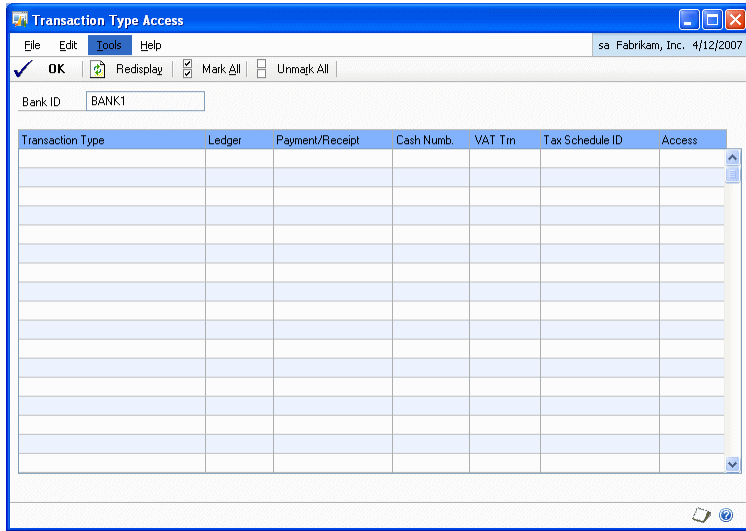 Transaction Type Access
File Edit Tools Help sa Fabrikam, Inc. 4/12/2007
OK Redisplay Mark All Unmark All
Bank ID BANK1
Transaction Type Ledger Payment/Receipt Cash Numb. VAT Trn Tax Schedule ID Access